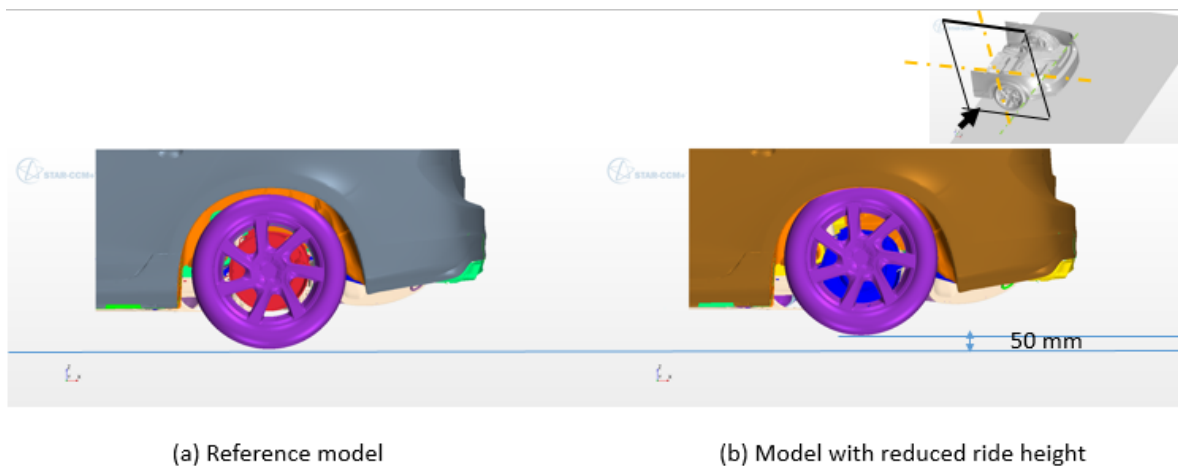 STAR-CCM+
STAR-CCM+
50 mm
(a) Reference model
(b) Model with reduced ride height